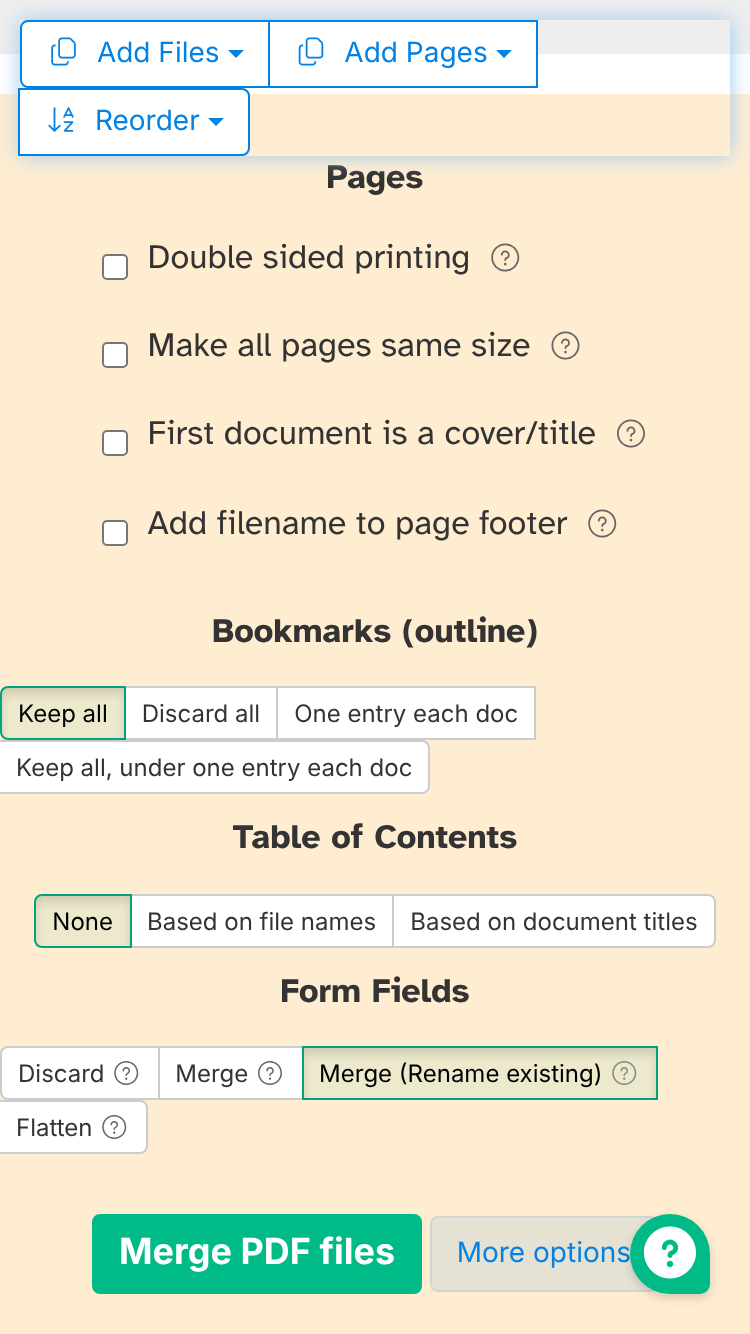 Add Files Add Pages
Reorder
Pages
Double sided printing ?
Make all pages same size ?
First document is a cover/title ?
Add filename to page footer ?
Bookmarks (outline)
Keep all Discard all One entry each doc
Keep all, under one entry each doc
Table of Contents
None Based on file names Based on document titles
Form Fields
Discard ? Merge ? Merge (Rename existing) ?
Flatten ?
Merge PDF files More options ?